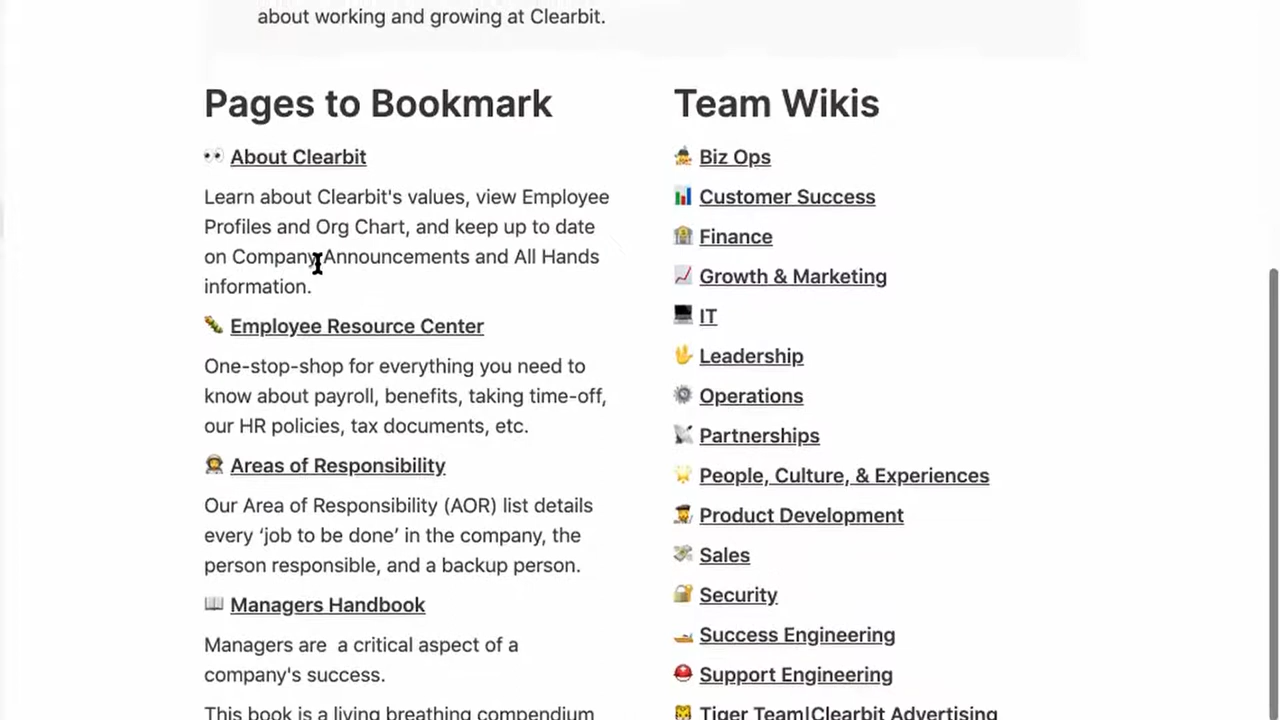 about working and growing at Clearbit.
Pages to Bookmark
About Clearbit
Learn about Clearbit's values, view Employee
Profiles and Org Chart, and keep up to date
on Company Announcements and All Hands
information.
Employee Resource Center
One-stop-shop for everything you need to
know about payroll, benefits, taking time-off,
our HR policies, tax documents, etc.
Areas of Responsibility
Our Area of Responsibility (AOR) list details
every ‘job to be done’ in the company, the
person responsible, and a backup person.
Managers Handbook
Managers are  a critical aspect of a
company's success.
This book is a living breathing compendium
Team Wikis
Biz Ops
Customer Success
Finance
Growth & Marketing
IT
Leadership
Operations
Partnerships
People, Culture, & Experiences
Product Development
Sales
Security
Success Engineering
Support Engineering
Tiger Team|Clearbit Advertising